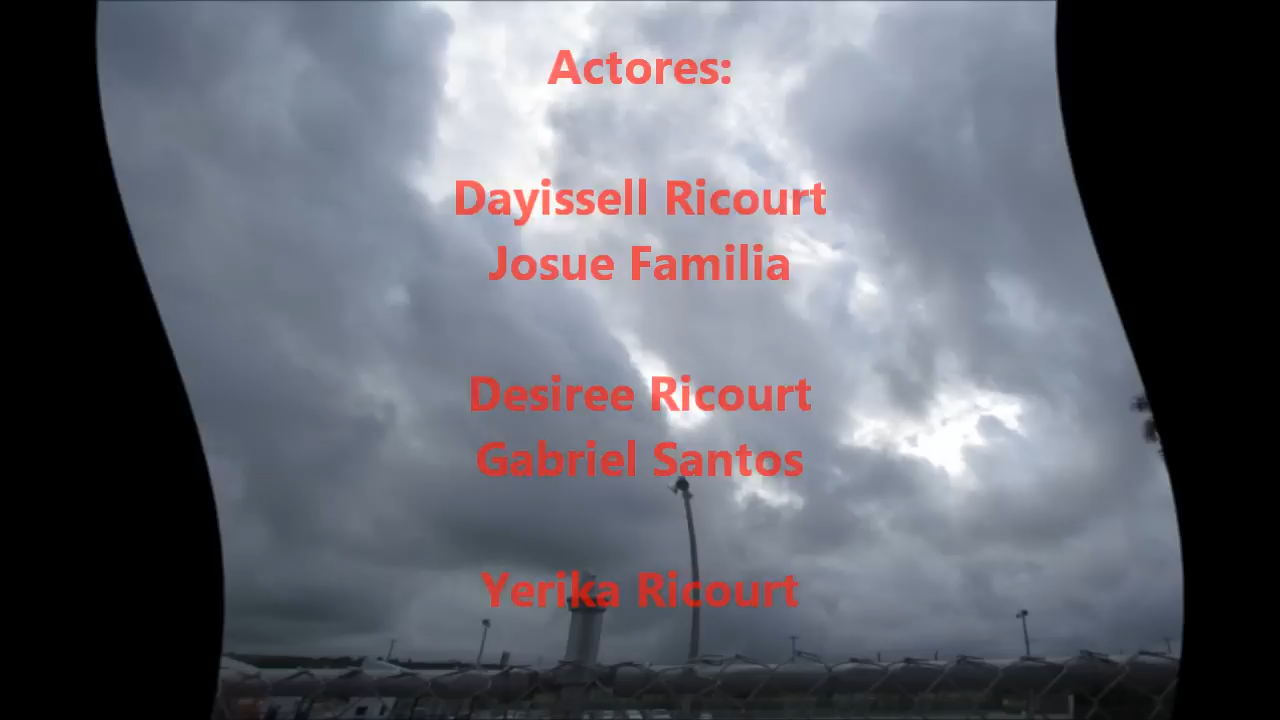 Actores:
Dayissell Ricourt
Josue Familia
Desiree Ricourt
Gabriel Santos
Yerika Ricourt